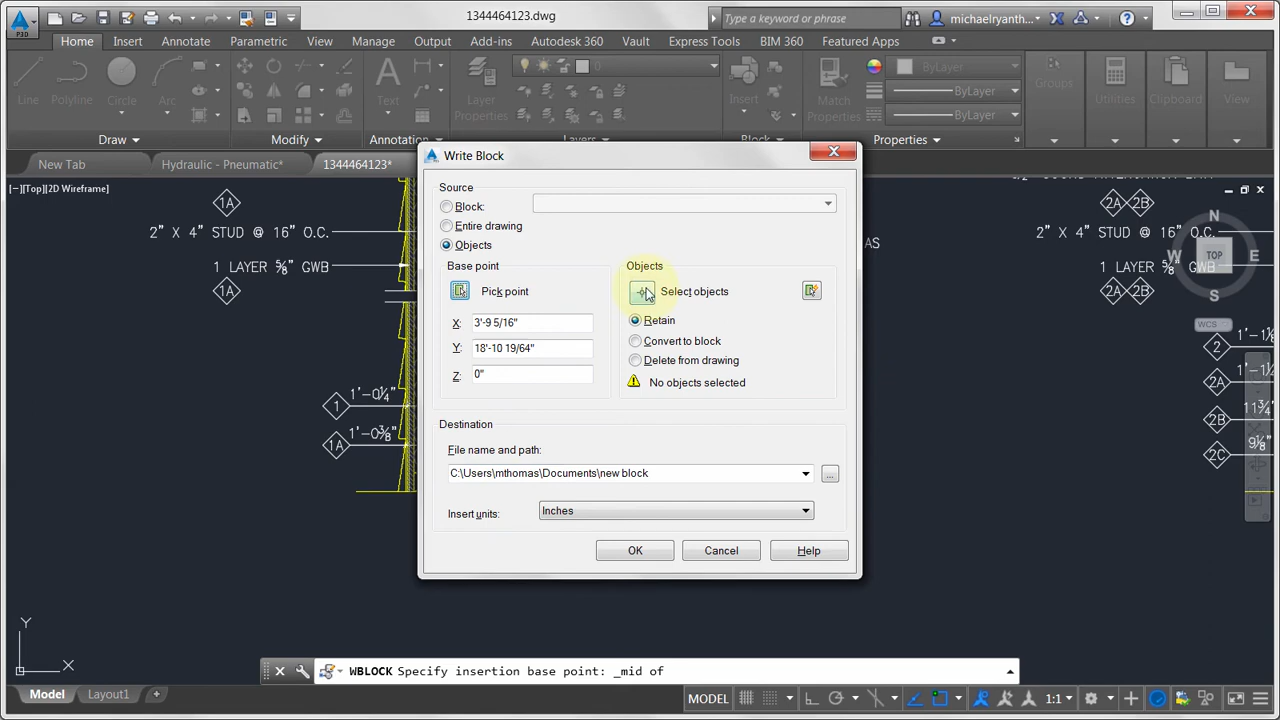 1344464123.dwg
Type a keyword or phrase
michaelryanth...
P3D
Home Insert Annotate Parametric View Manage Output Add-ins Autodesk 360 Vault Express Tools BIM 360 Featured Apps
Line Polyline Circle Arc
Text
Layer
Properties
0
Insert
Match
Properties
ByLayer
ByLayer
ByLayer
Groups
Utilities
Clipboard
View
Draw Modify Annotation Layers Block Properties
New Tab Hydraulic - Pneumatic* 1344464123*
[−][Top][2D Wireframe]
1A
2" X 4" STUD @ 16" O.C.
1 LAYER 5/8" GWB
1A
1 1'-0¼"
1A 1'-0⅜"
Write Block
Source
Block:
Entire drawing
Objects
Base point
Pick point
X: 3'-9 5/16"
Y: 18'-10 19/64"
Z: 0"
Objects
Select objects
Retain
Convert to block
Delete from drawing
No objects selected
Destination
File name and path:
C:\Users\mthomas\Documents\new block
...
Insert units: Inches
OK Cancel Help
AS
2A 2B
2" X 4" STUD @ 16" O.C.
1 LAYER 5/8" GWB
2A 2B
N
W TOP E
S
WCS
2
2A
2B 11¾"
2C 9⅛"
Y
X
WBLOCK Specify insertion base point: _mid of
Model Layout1 +
MODEL 1:1